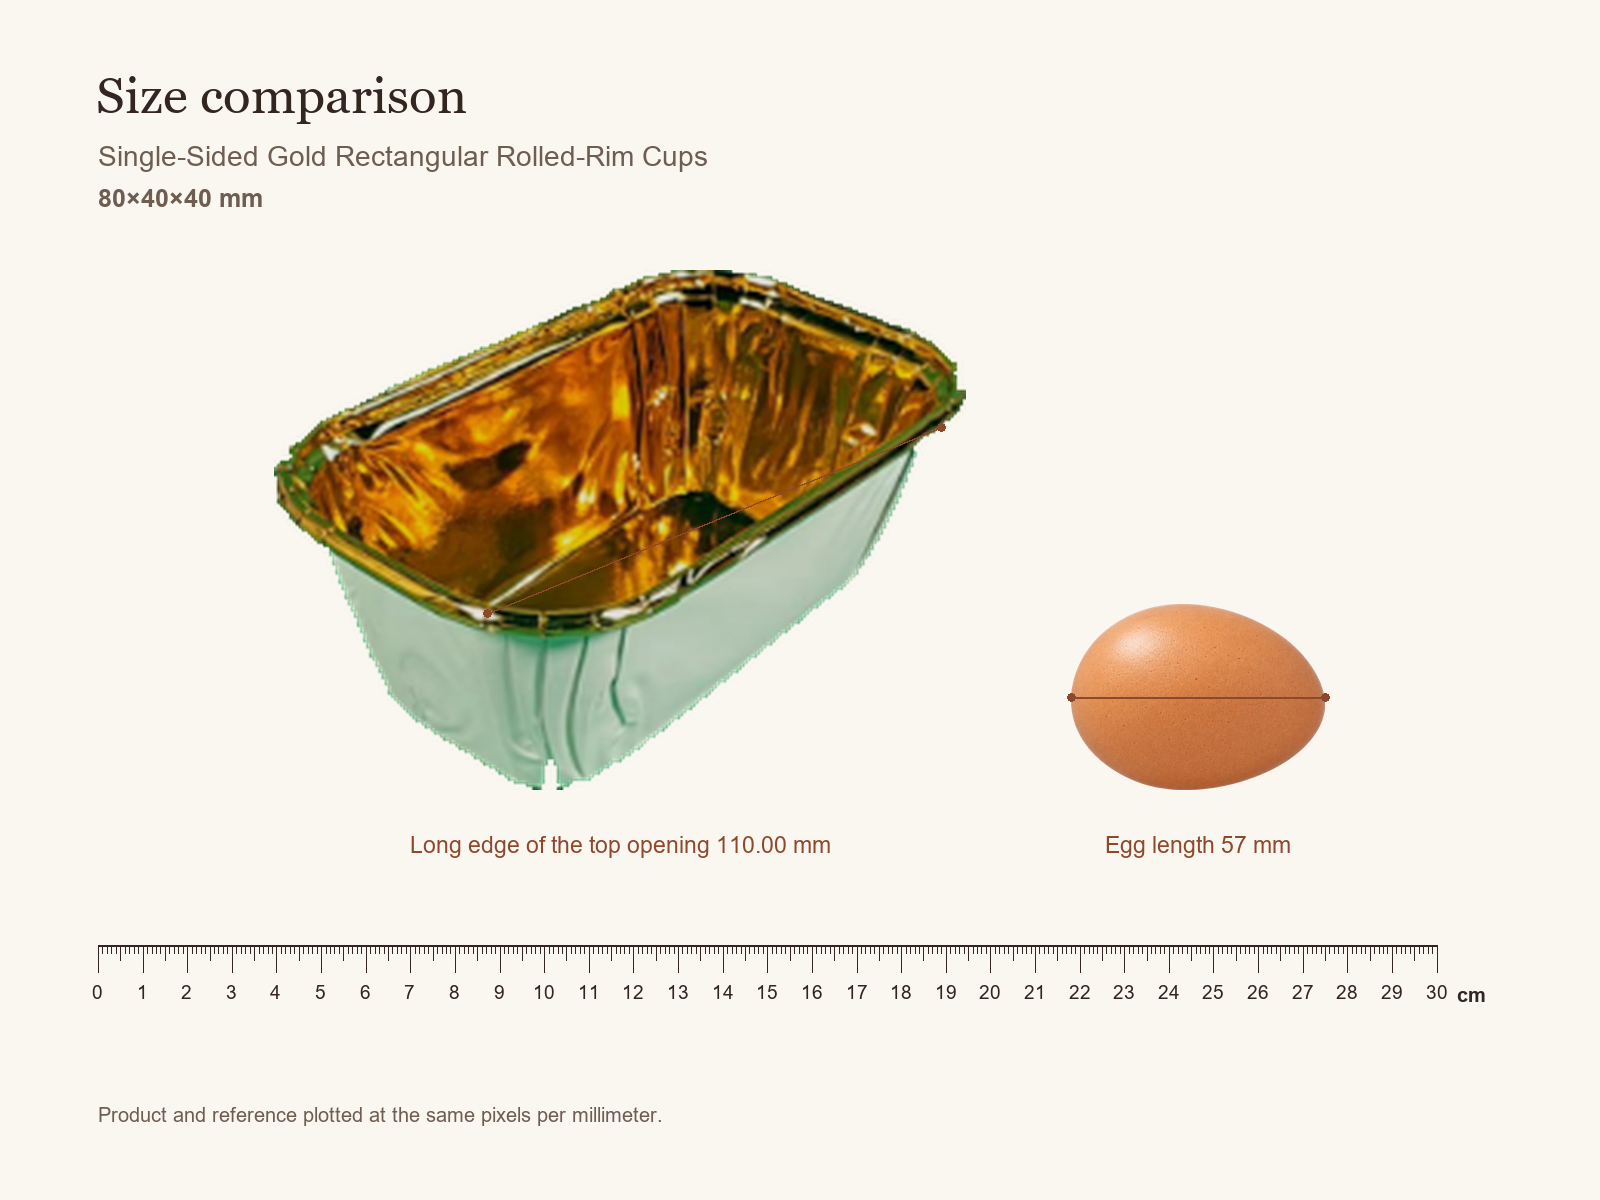 Size comparison
Single-Sided Gold Rectangular Rolled-Rim Cups
80×40×40 mm
Long edge of the top opening 110.00 mm
Egg length 57 mm
0 1 2 3 4 5 6 7 8 9 10 11 12 13 14 15 16 17 18 19 20 21 22 23 24 25 26 27 28 29 30 cm
Product and reference plotted at the same pixels per millimeter.